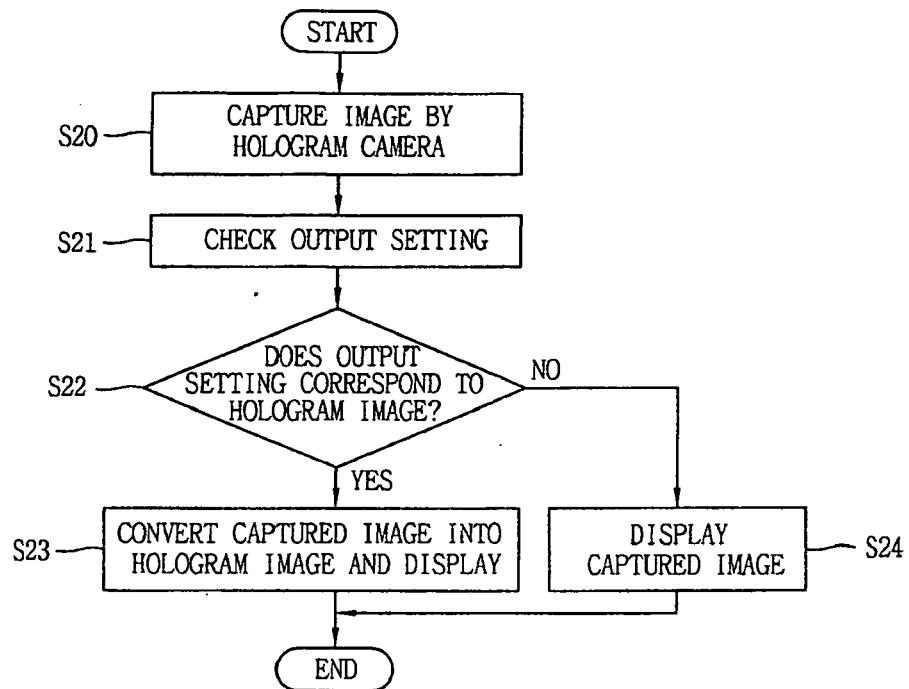 START
S20
CAPTURE IMAGE BY
HOLOGRAM CAMERA
S21
CHECK OUTPUT SETTING
S22
DOES OUTPUT
SETTING CORRESPOND TO
HOLOGRAM IMAGE?
NO
YES
S23
CONVERT CAPTURED IMAGE INTO
HOLOGRAM IMAGE AND DISPLAY
DISPLAY
CAPTURED IMAGE
S24
END